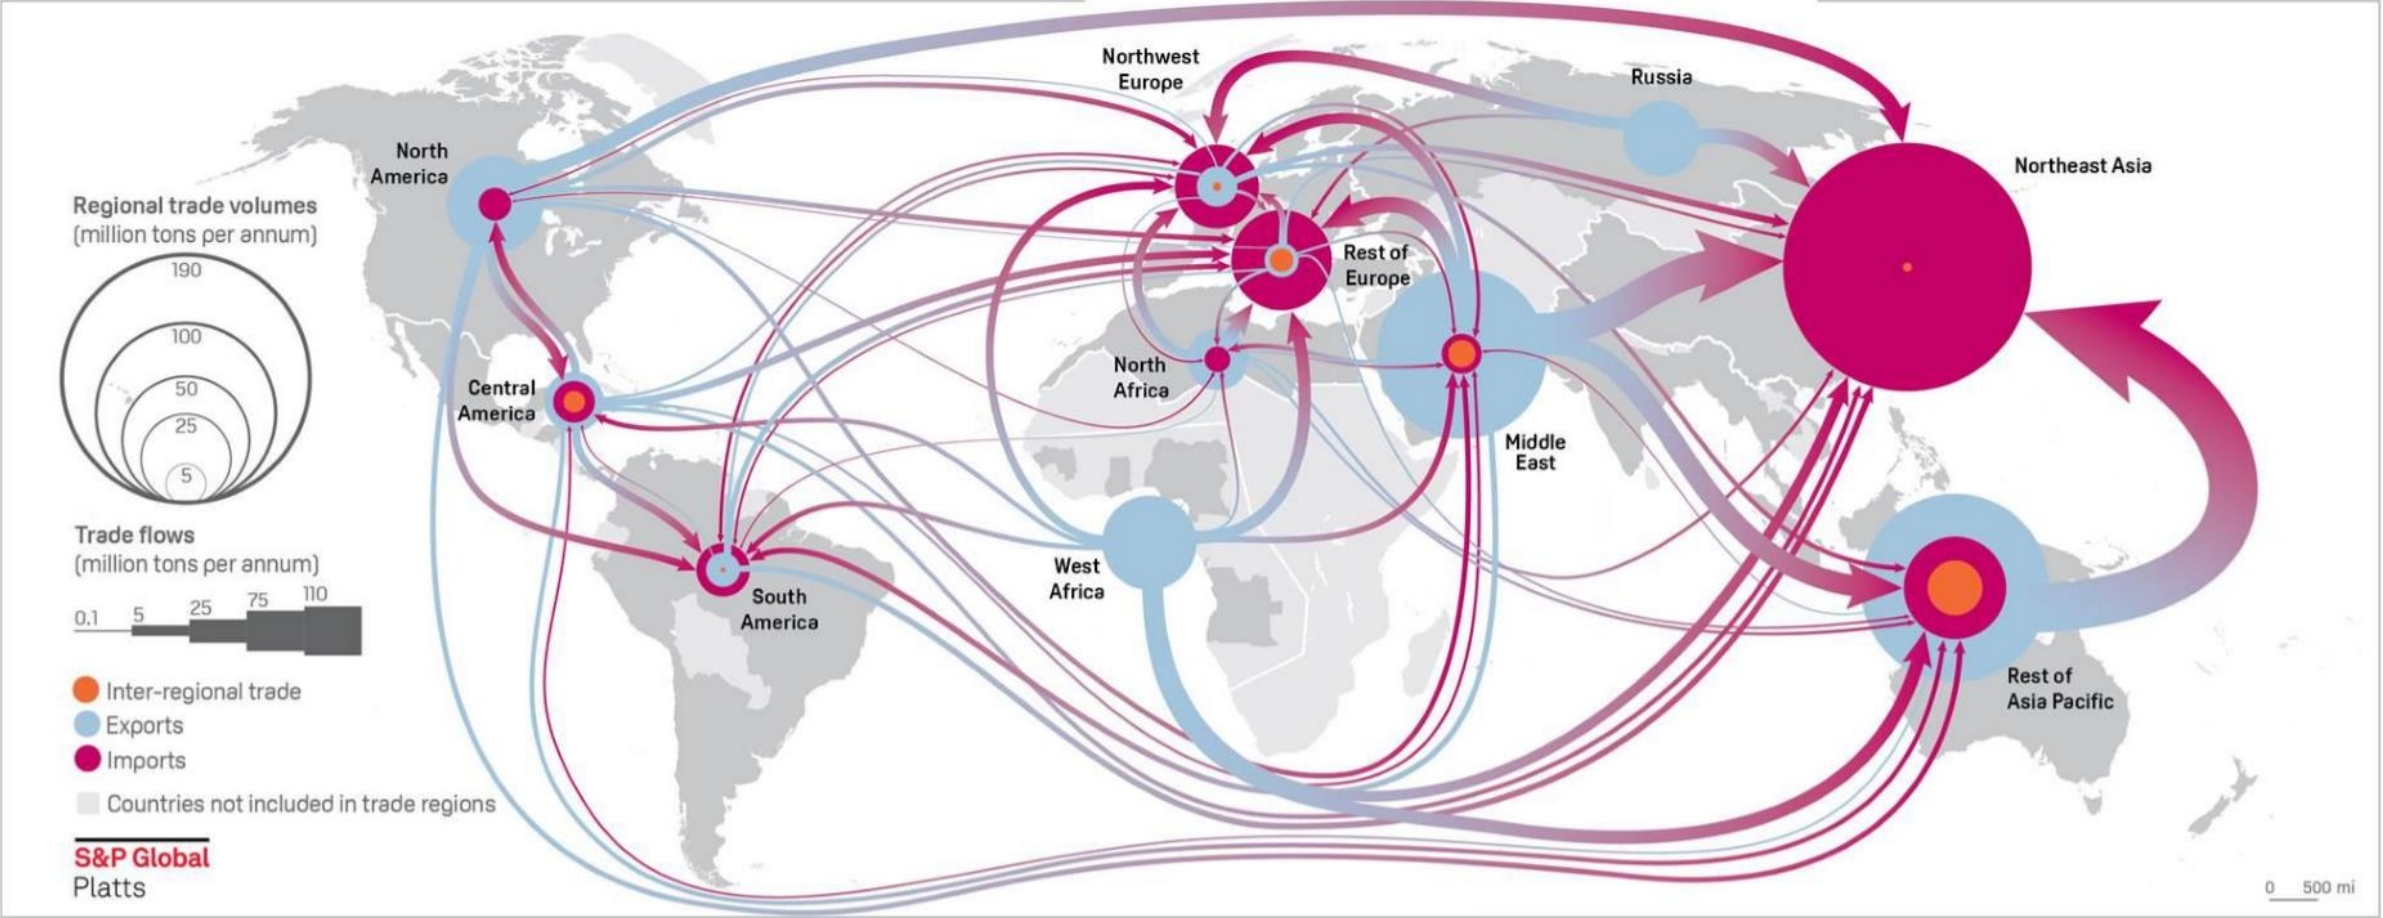 Northwest
Europe
Russia
North
America
Northeast Asia
Regional trade volumes
(million tons per annum)
190
100
50
25
5
Rest of
Europe
North
Africa
Central
America
Middle
East
Trade flows
(million tons per annum)
0.1 5 25 75 110
West
Africa
South
America
Rest of
Asia Pacific
Inter-regional trade
Exports
Imports
Countries not included in trade regions
S&P Global
Platts
0 500 mi